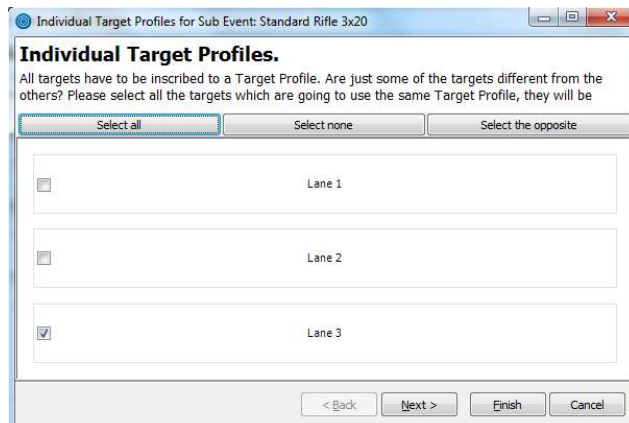 Individual Target Profiles for Sub Event: Standard Rifle 3x20
Individual Target Profiles.
All targets have to be inscribed to a Target Profile. Are just some of the targets different from the
others? Please select all the targets which are going to use the same Target Profile, they will be
Select all Select none Select the opposite
Lane 1
Lane 2
Lane 3
< Back Next > Finish Cancel